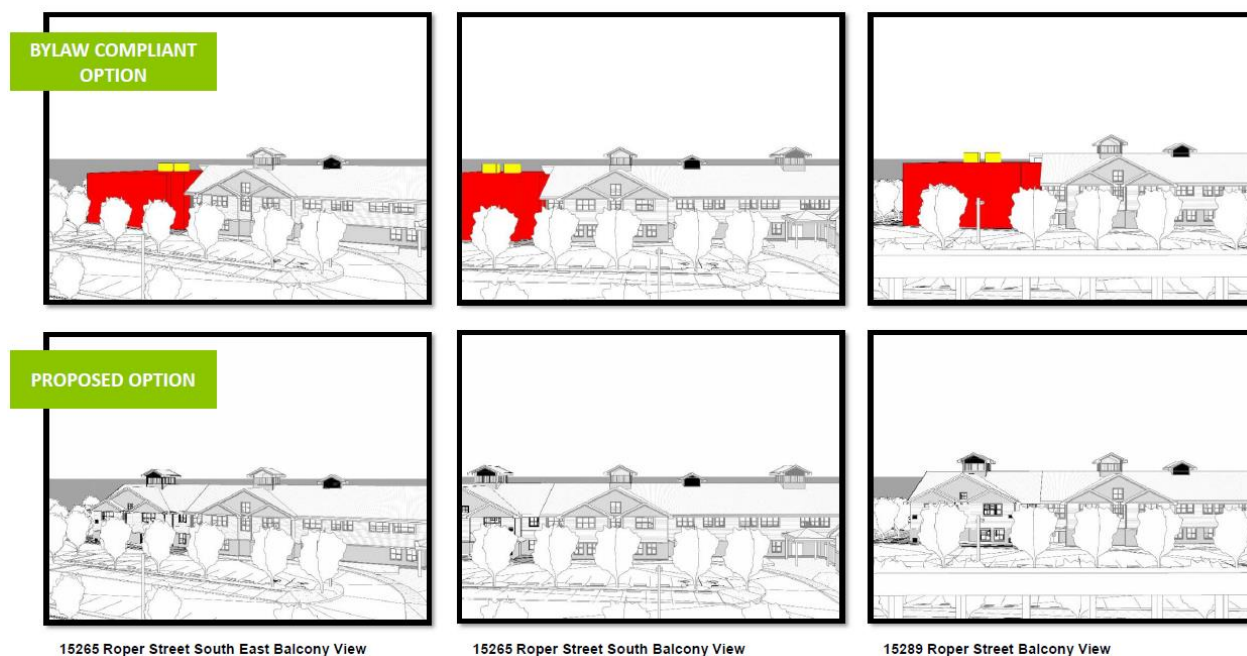 BYLAW COMPLIANT
OPTION
PROPOSED OPTION
15265 Roper Street South East Balcony View
15265 Roper Street South Balcony View
15289 Roper Street Balcony View